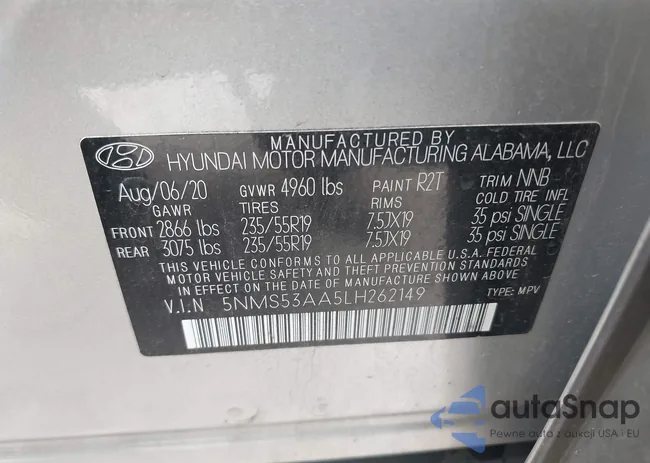 MANUFACTURED BY
HYUNDAI MOTOR MANUFACTURING ALABAMA, LLC
Aug/06/20 GVWR 4960 lbs PAINT R2T TRIM NNB
GAWR TIRES RIMS COLD TIRE INFL
FRONT 2866 lbs 235/55R19 7.5JX19 35 psi SINGLE
REAR 3075 lbs 235/55R19 7.5JX19 35 psi SINGLE
THIS VEHICLE CONFORMS TO ALL APPLICABLE U.S.A. FEDERAL
MOTOR VEHICLE SAFETY BUMPER AND THEFT PREVENTION STANDARDS
IN EFFECT ON THE DATE OF MANUFACTURE SHOWN ABOVE.
V.I.N 5NMS53AA5LH262149 TYPE: MPV
autoSnap
Pewne auto z aukcji USA i EU